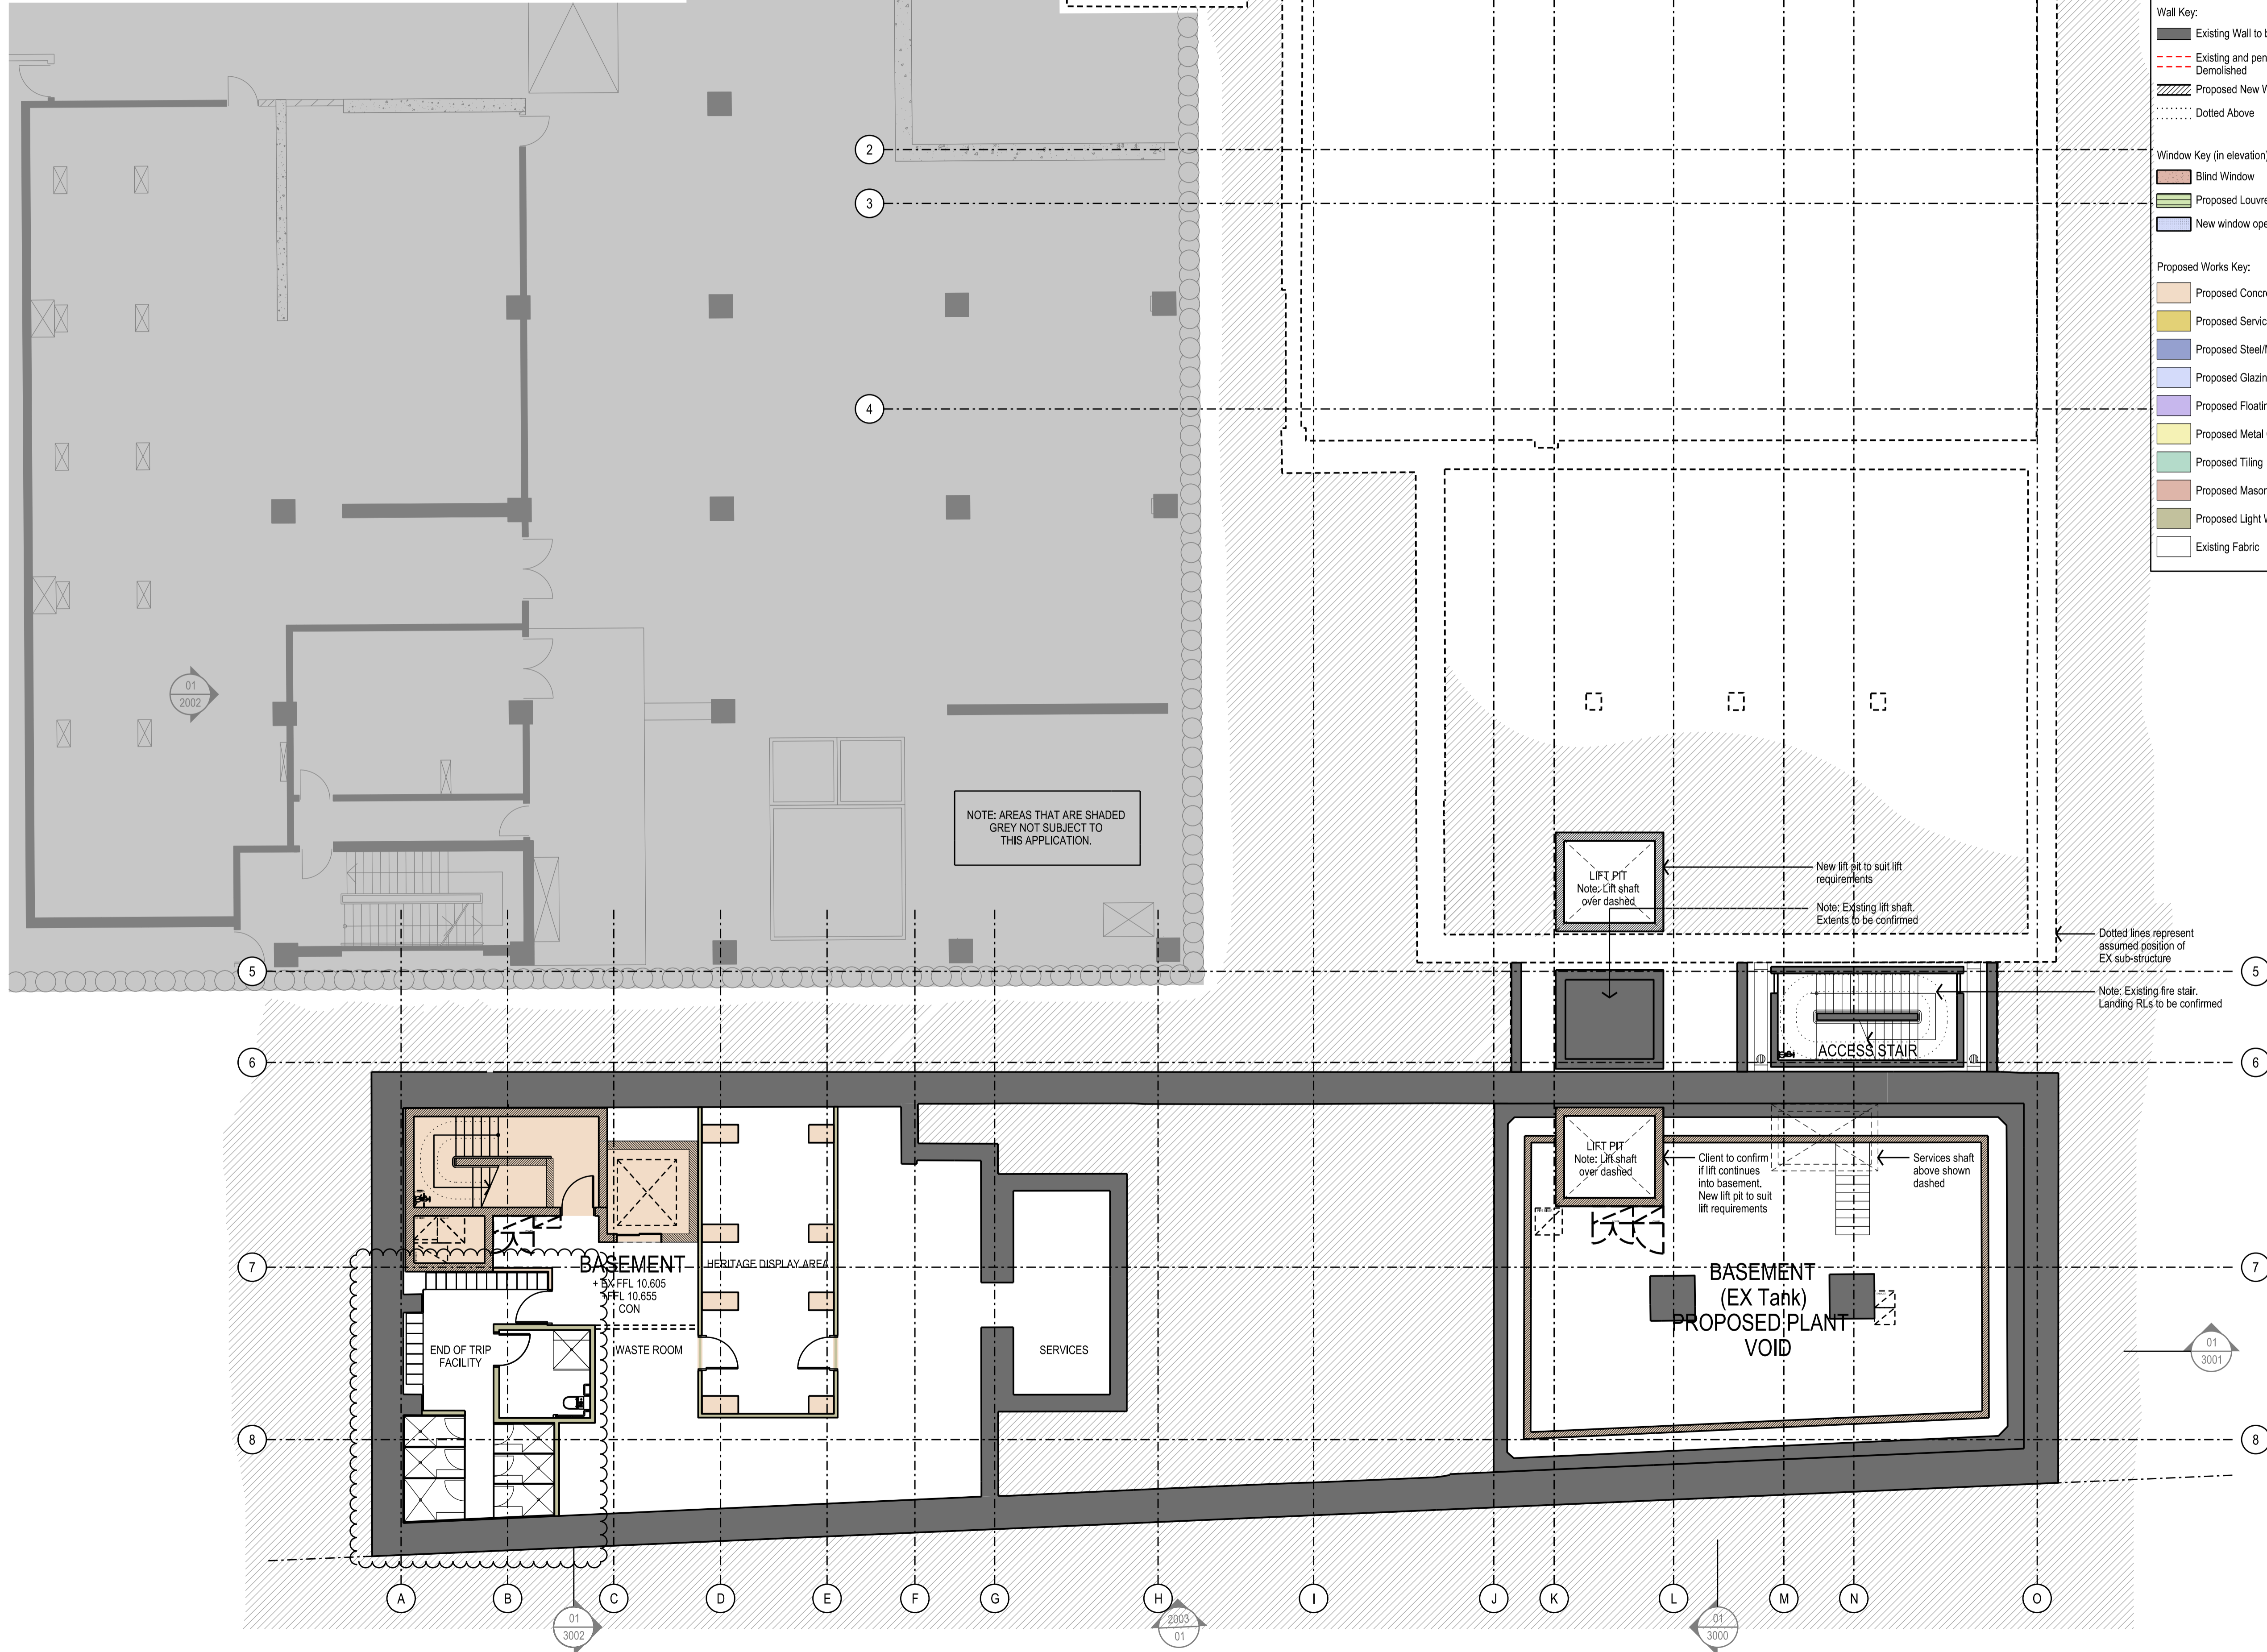 Wall Key:
Existing Wall to
Existing and
Demolished
Proposed New
Dotted Above
Window Key (in elevation)
Blind Window
Proposed
New window
Proposed Works Key:
Proposed
Proposed
Proposed
Proposed
Proposed
Proposed Metal
Proposed Tiling
Proposed
Proposed Light
Existing Fabric
2
3
4
01
2002
NOTE: AREAS THAT ARE SHADED
GREY NOT SUBJECT TO
THIS APPLICATION.
LIFT PIT
Note: Lift shaft
over dashed
New lift pit to suit lift
requirements
Note: Existing lift shaft.
Extents to be confirmed
Dotted lines represent
assumed position of
EX sub-structure
5
5
Note: Existing fire stair.
Landing RLs to be confirmed
ACCESS STAIR
6
6
LIFT PIT
Note: Lift shaft
over dashed
Client to confirm
if lift continues
into basement.
New lift pit to suit
lift requirements
Services shaft
above shown
dashed
7
BASEMENT
+ EX FFL 10.605
+FFL 10.655
CON
HERITAGE DISPLAY AREA
BASEMENT
(EX Tank)
PROPOSED PLANT
VOID
7
END OF TRIP
FACILITY
WASTE ROOM
SERVICES
01
3001
8
8
A
B
C
D
E
F
G
H
I
J
K
L
M
N
O
01
3002
2003
01
01
3000